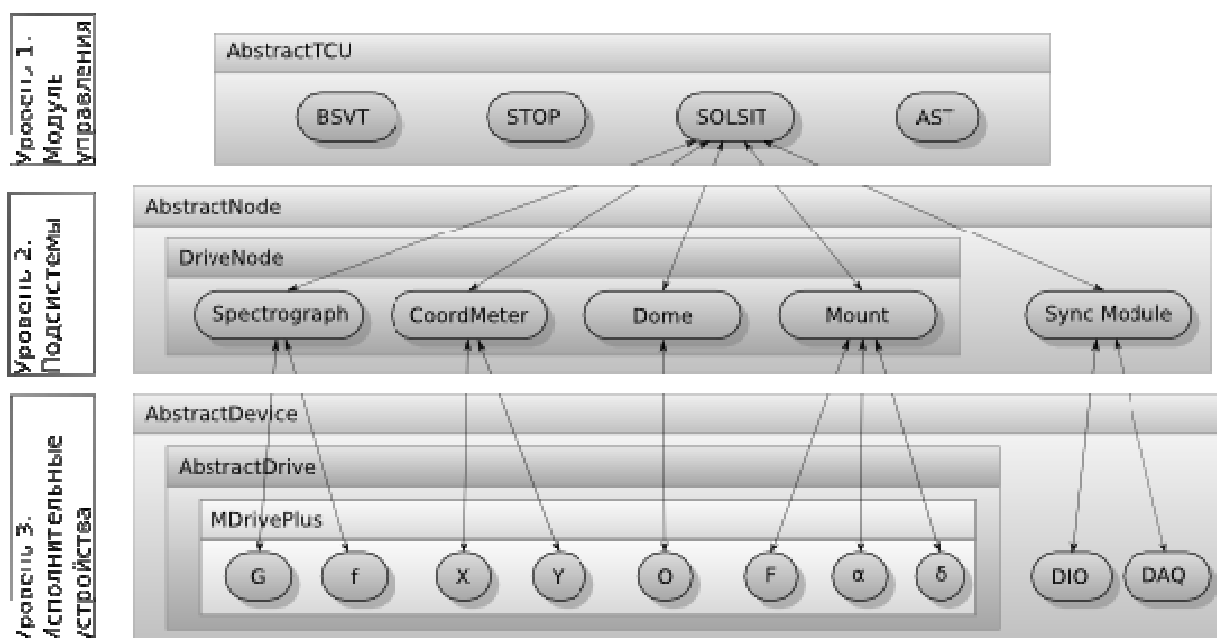 Уровень 1.
Модуль
управления
AbstractTCU
BSVT
STOP
SOLSIT
AST
Уровень 2.
Подсистемы
AbstractNode
DriveNode
Spectrograph
CoordMeter
Dome
Mount
Sync Module
Уровень 3.
Исполнительные
устройства
AbstractDevice
AbstractDrive
MDrivePlus
G
f
X
Y
O
F
α
δ
DIO
DAQ